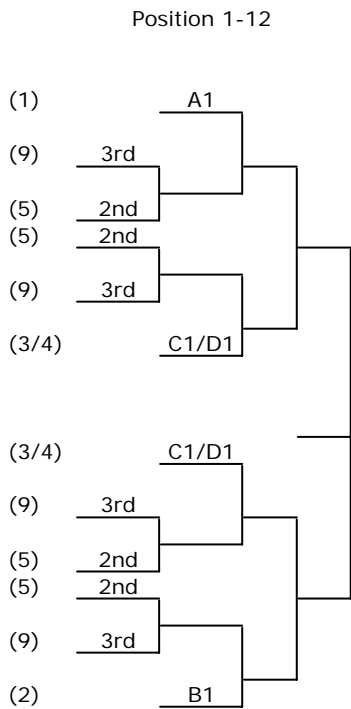 Position 1-12
(1) A1
(9) 3rd
(5) 2nd
(5) 2nd
(9) 3rd
(3/4) C1/D1
(3/4) C1/D1
(9) 3rd
(5) 2nd
(5) 2nd
(9) 3rd
(2) B1